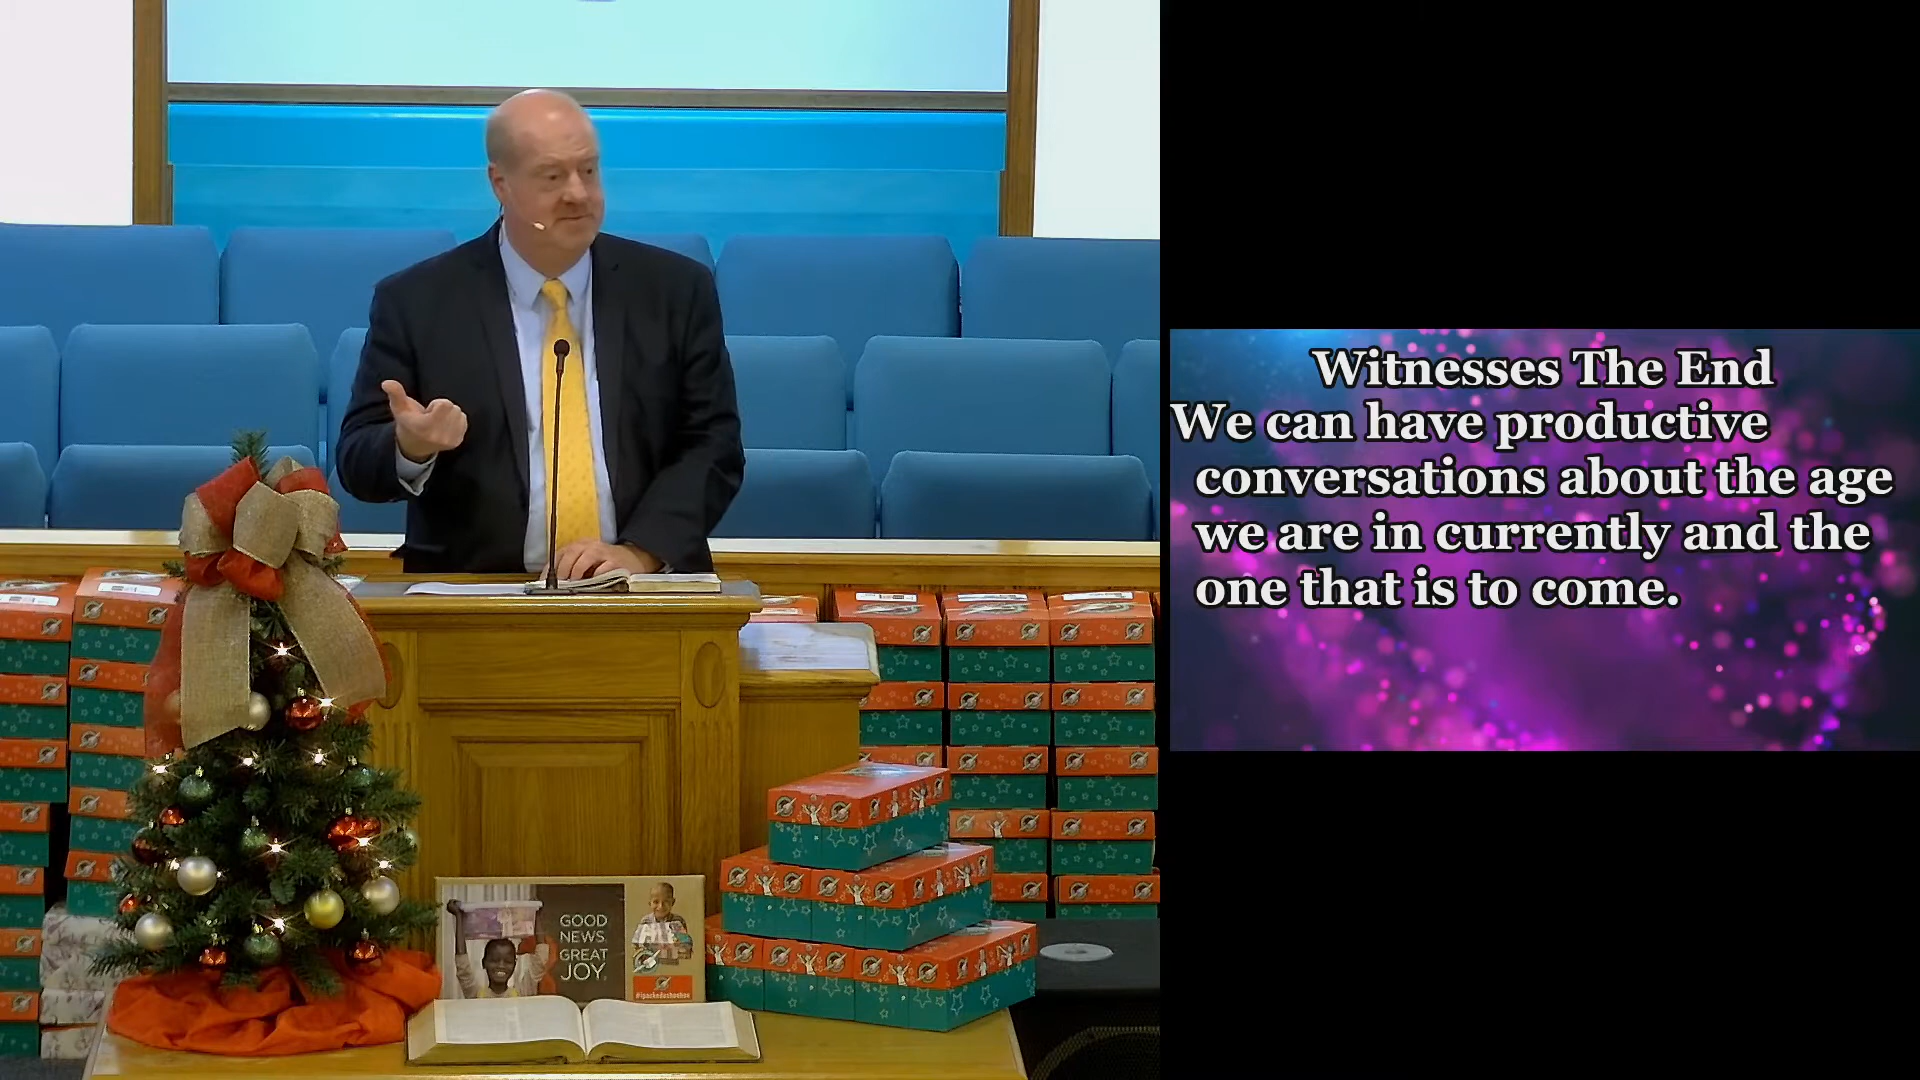 Witnesses The End
We can have productive
conversations about the age
we are in currently and the
one that is to come.
GOOD
NEWS
GREAT
JOY